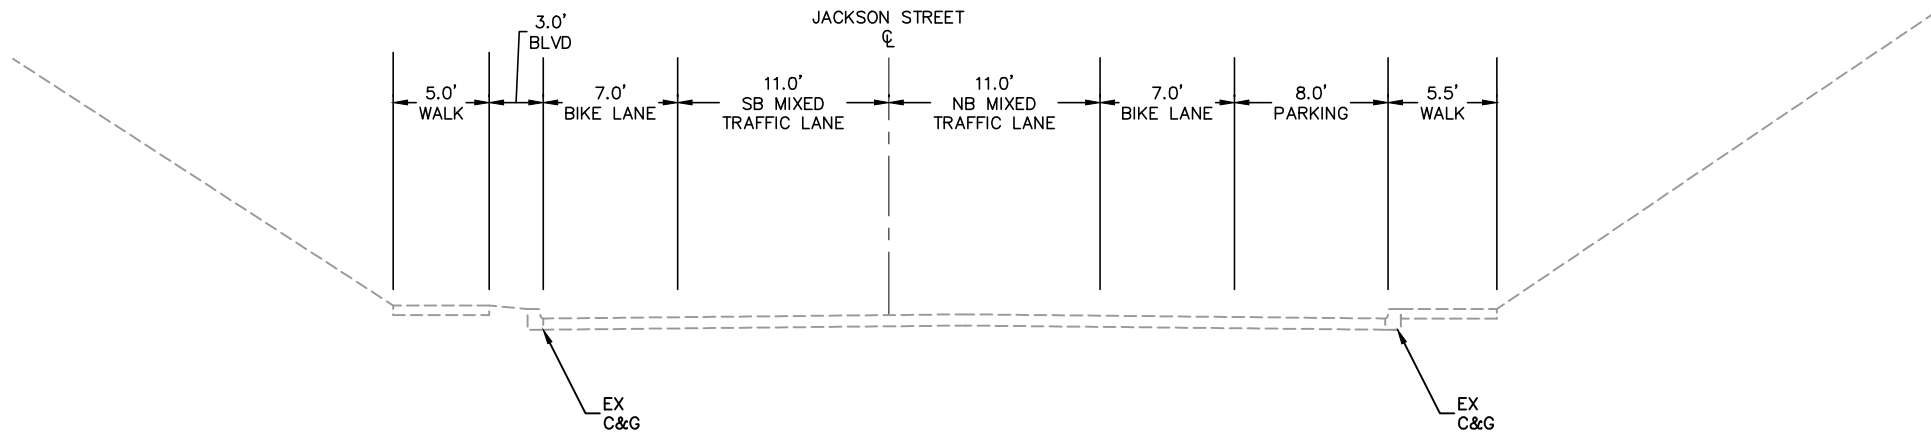 JACKSON STREET
℄
3.0'
BLVD
5.0'
WALK
7.0'
BIKE LANE
11.0'
SB MIXED
TRAFFIC LANE
11.0'
NB MIXED
TRAFFIC LANE
7.0'
BIKE LANE
8.0'
PARKING
5.5'
WALK
EX
C&G
EX
C&G